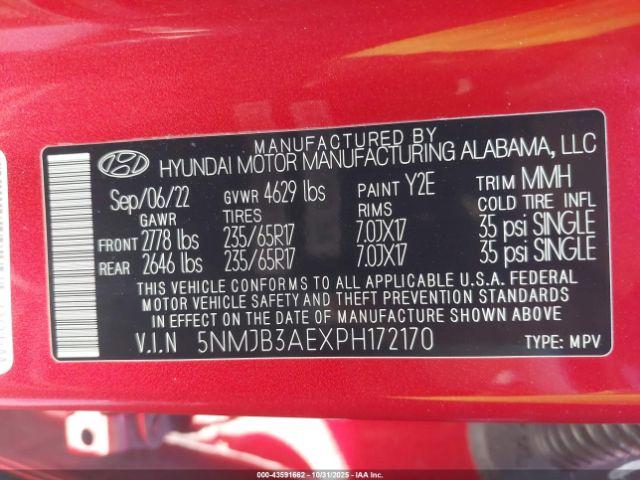 MANUFACTURED BY
HYUNDAI MOTOR MANUFACTURING ALABAMA, LLC
Sep/06/22 GVWR 4629 lbs PAINT Y2E TRIM MMH
GAWR TIRES RIMS COLD TIRE INFL
FRONT 2778 lbs 235/65R17 7.0JX17 35 psi SINGLE
REAR 2646 lbs 235/65R17 7.0JX17 35 psi SINGLE
THIS VEHICLE CONFORMS TO ALL APPLICABLE U.S.A. FEDERAL
MOTOR VEHICLE SAFETY AND THEFT PREVENTION STANDARDS
IN EFFECT ON THE DATE OF MANUFACTURE SHOWN ABOVE
V.I.N 5NMJB3AEXPH172170 TYPE: MPV
000-43591662 - 10/31/2025 - COPYRIGHT © 2025 IAA, INC.